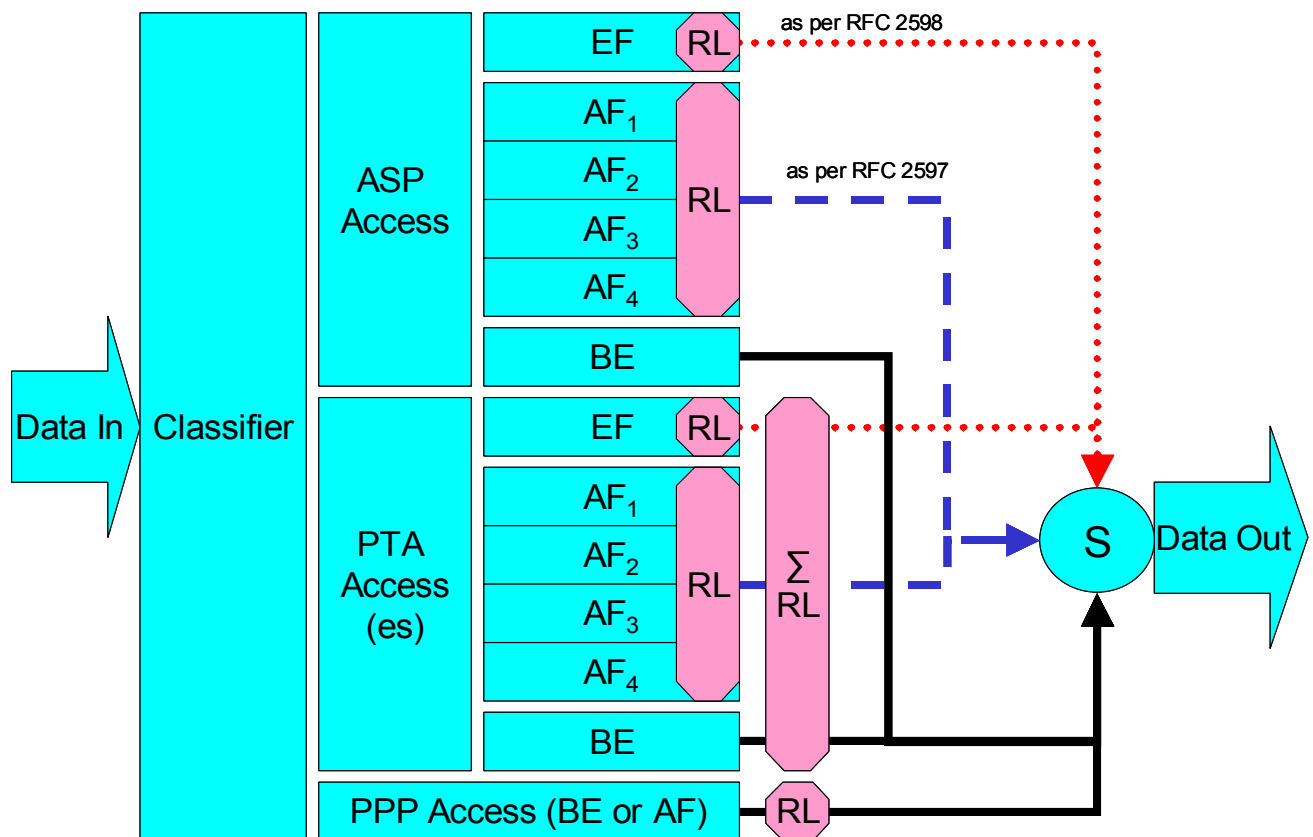 as per RFC 2598
EF
RL
AF1
as per RFC 2597
AF2
ASP
Access
RL
AF3
AF4
BE
Data In
Classifier
EF
RL
AF1
PTA
Access
(es)
AF2
RL
Σ
RL
S
Data Out
AF3
AF4
BE
PPP Access (BE or AF)
RL